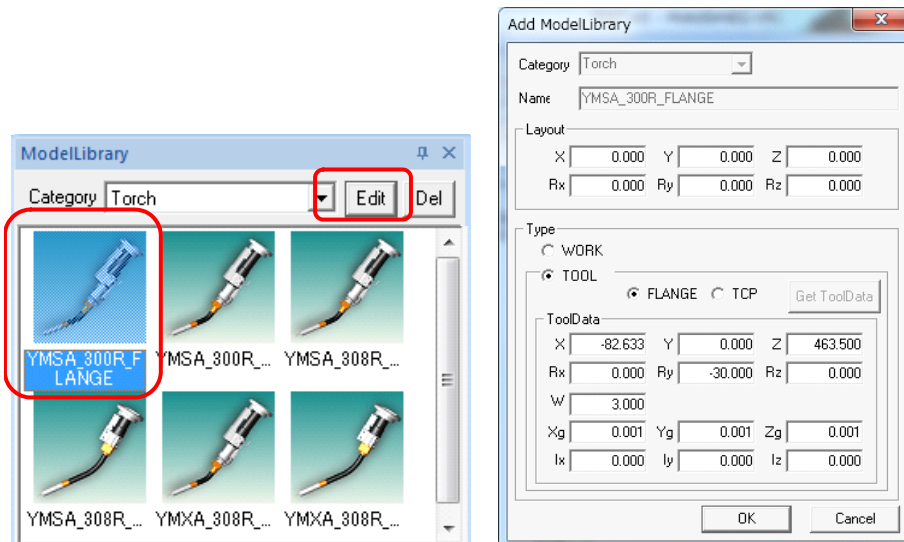 ModelLibrary
Category Torch Edit Del
YMSA_300R_F
LANGE
YMSA_300R_... YMSA_308R_...
YMSA_308R_... YMXA_308R_... YMXA_308R_...
Add ModelLibrary
Category Torch
Name YMSA_300R_FLANGE
Layout
X 0.000 Y 0.000 Z 0.000
Rx 0.000 Ry 0.000 Rz 0.000
Type
WORK
TOOL
FLANGE TCP Get ToolData
ToolData
X -82.633 Y 0.000 Z 463.500
Rx 0.000 Ry -30.000 Rz 0.000
W 3.000
Xg 0.001 Yg 0.001 Zg 0.001
Ix 0.000 Iy 0.000 Iz 0.000
OK Cancel